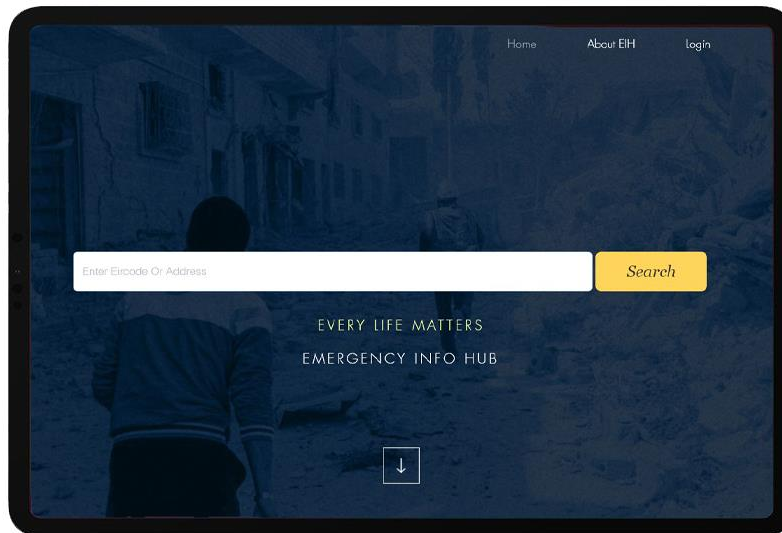 Home About EIH Login
Enter Eircode Or Address Search
EVERY LIFE MATTERS
EMERGENCY INFO HUB